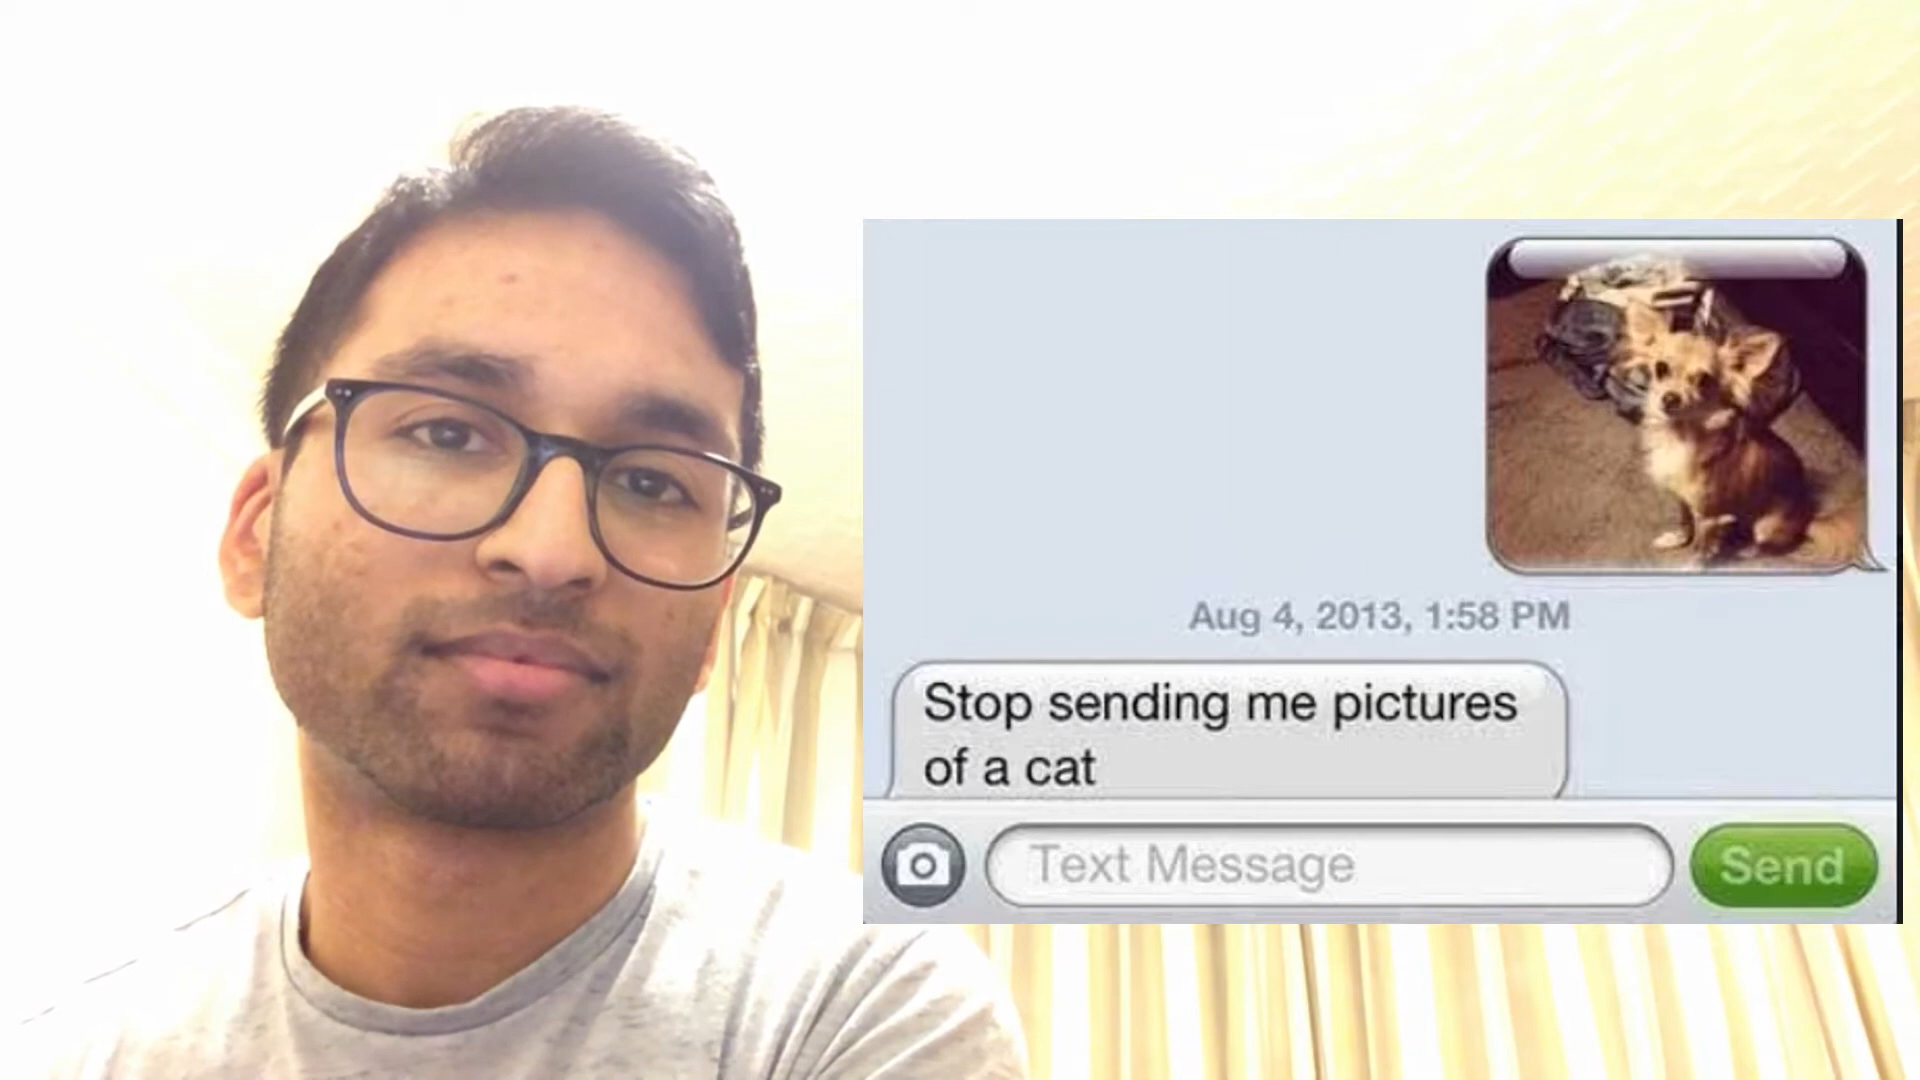 Aug 4, 2013, 1:58 PM
Stop sending me pictures
of a cat
Text Message
Send